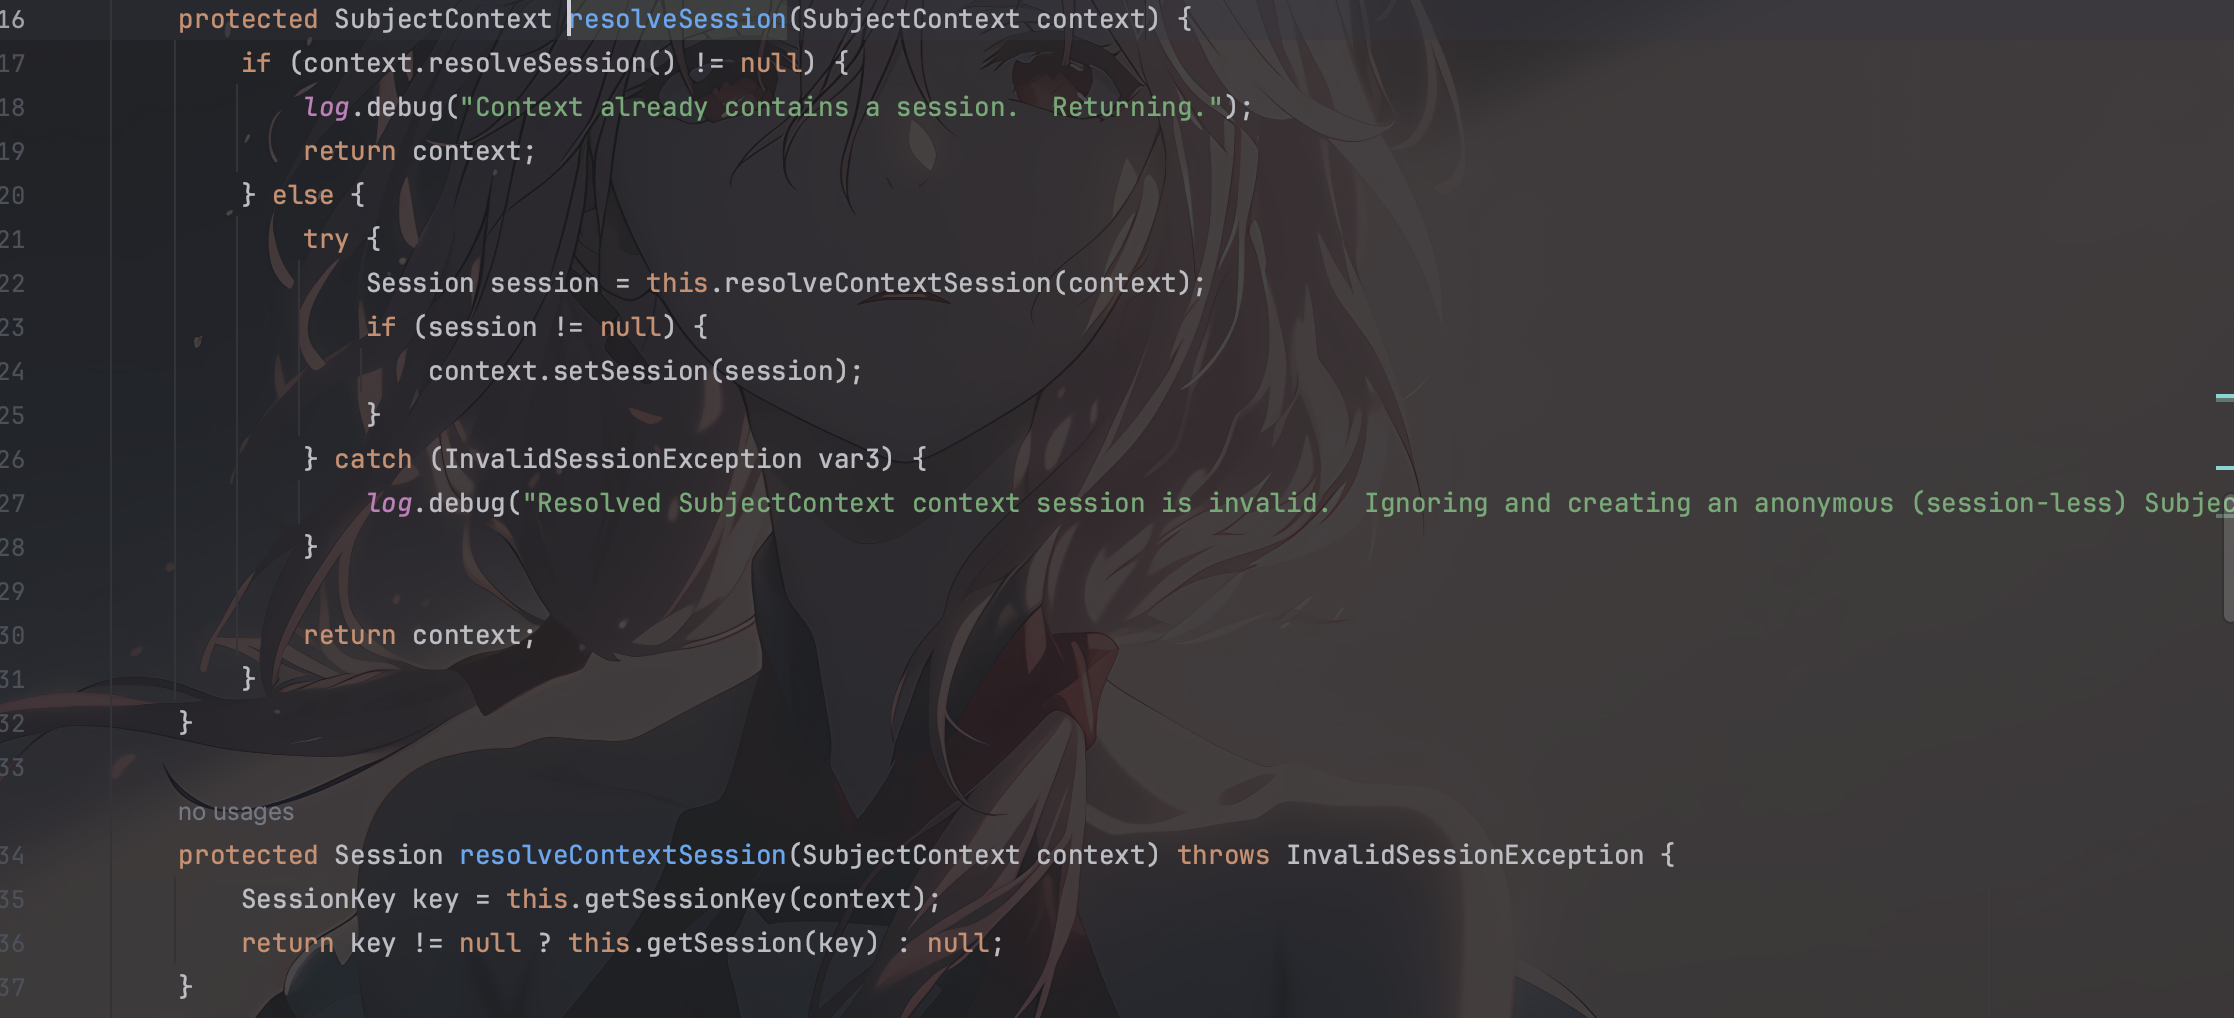 16 protected SubjectContext resolveSession(SubjectContext context) {
17 if (context.resolveSession() != null) {
18 log.debug("Context already contains a session.  Returning.");
19 return context;
20 } else {
21 try {
22 Session session = this.resolveContextSession(context);
23 if (session != null) {
24 context.setSession(session);
25 }
26 } catch (InvalidSessionException var3) {
27 log.debug("Resolved SubjectContext context session is invalid.  Ignoring and creating an anonymous (session-less) Subjec
28 }
29
30 return context;
31 }
32 }
33
no usages
34 protected Session resolveContextSession(SubjectContext context) throws InvalidSessionException {
35 SessionKey key = this.getSessionKey(context);
36 return key != null ? this.getSession(key) : null;
37 }